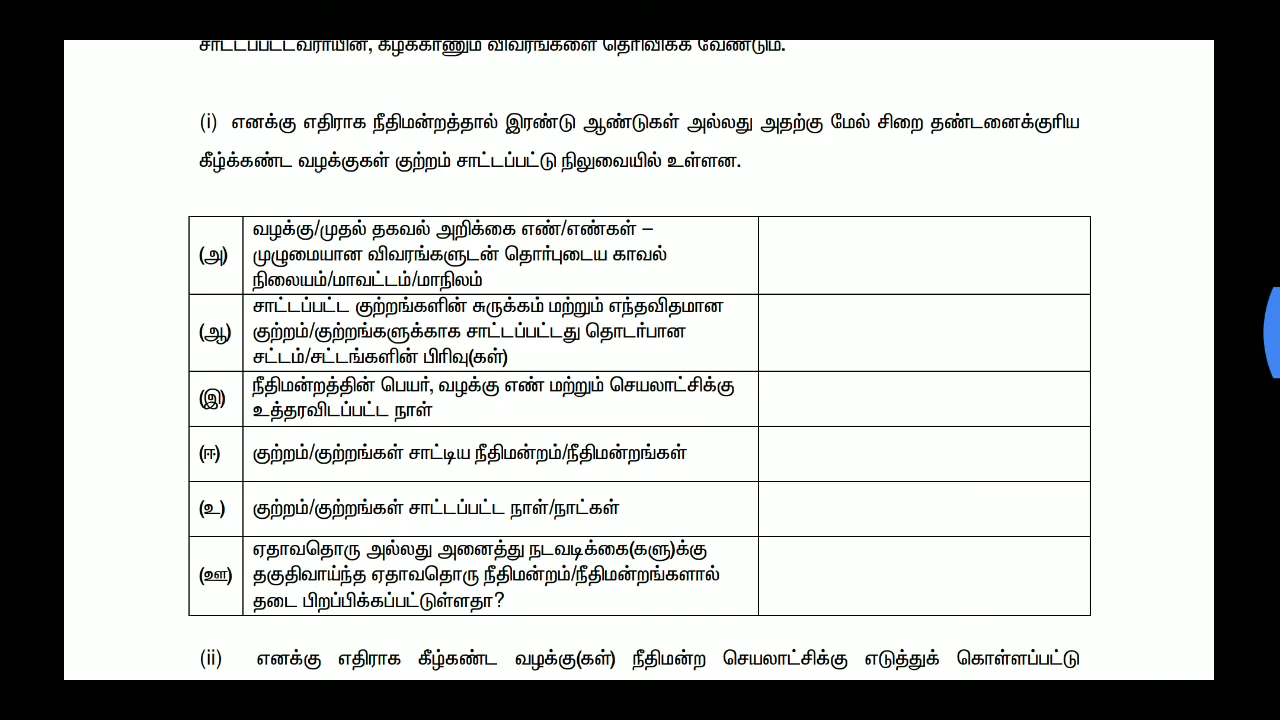 சாட்டப்பட்டவராயின், கீழ்க்காணும் விவரங்களை தெரிவிக்க வேண்டும்.
(i) எனக்கு எதிராக நீதிமன்றத்தால் இரண்டு ஆண்டுகள் அல்லது அதற்கு மேல் சிறை தண்டனைக்குரிய
கீழ்க்கண்ட வழக்குகள் குற்றம் சாட்டப்பட்டு நிலுவையில் உள்ளன.
(அ) வழக்கு/முதல் தகவல் அறிக்கை எண்/எண்கள் –
முழுமையான விவரங்களுடன் தொர்புடைய காவல்
நிலையம்/மாவட்டம்/மாநிலம்
(ஆ) சாட்டப்பட்ட குற்றங்களின் சுருக்கம் மற்றும் எந்தவிதமான
குற்றம்/குற்றங்களுக்காக சாட்டப்பட்டது தொடர்பான
சட்டம்/சட்டங்களின் பிரிவு(கள்)
(இ) நீதிமன்றத்தின் பெயர், வழக்கு எண் மற்றும் செயலாட்சிக்கு
உத்தரவிடப்பட்ட நாள்
(ஈ) குற்றம்/குற்றங்கள் சாட்டிய நீதிமன்றம்/நீதிமன்றங்கள்
(உ) குற்றம்/குற்றங்கள் சாட்டப்பட்ட நாள்/நாட்கள்
(ஊ) ஏதாவதொரு அல்லது அனைத்து நடவடிக்கை(களு)க்கு
தகுதிவாய்ந்த ஏதாவதொரு நீதிமன்றம்/நீதிமன்றங்களால்
தடை பிறப்பிக்கப்பட்டுள்ளதா?
(ii) எனக்கு எதிராக கீழ்கண்ட வழக்கு(கள்) நீதிமன்ற செயலாட்சிக்கு எடுத்துக் கொள்ளப்பட்டு